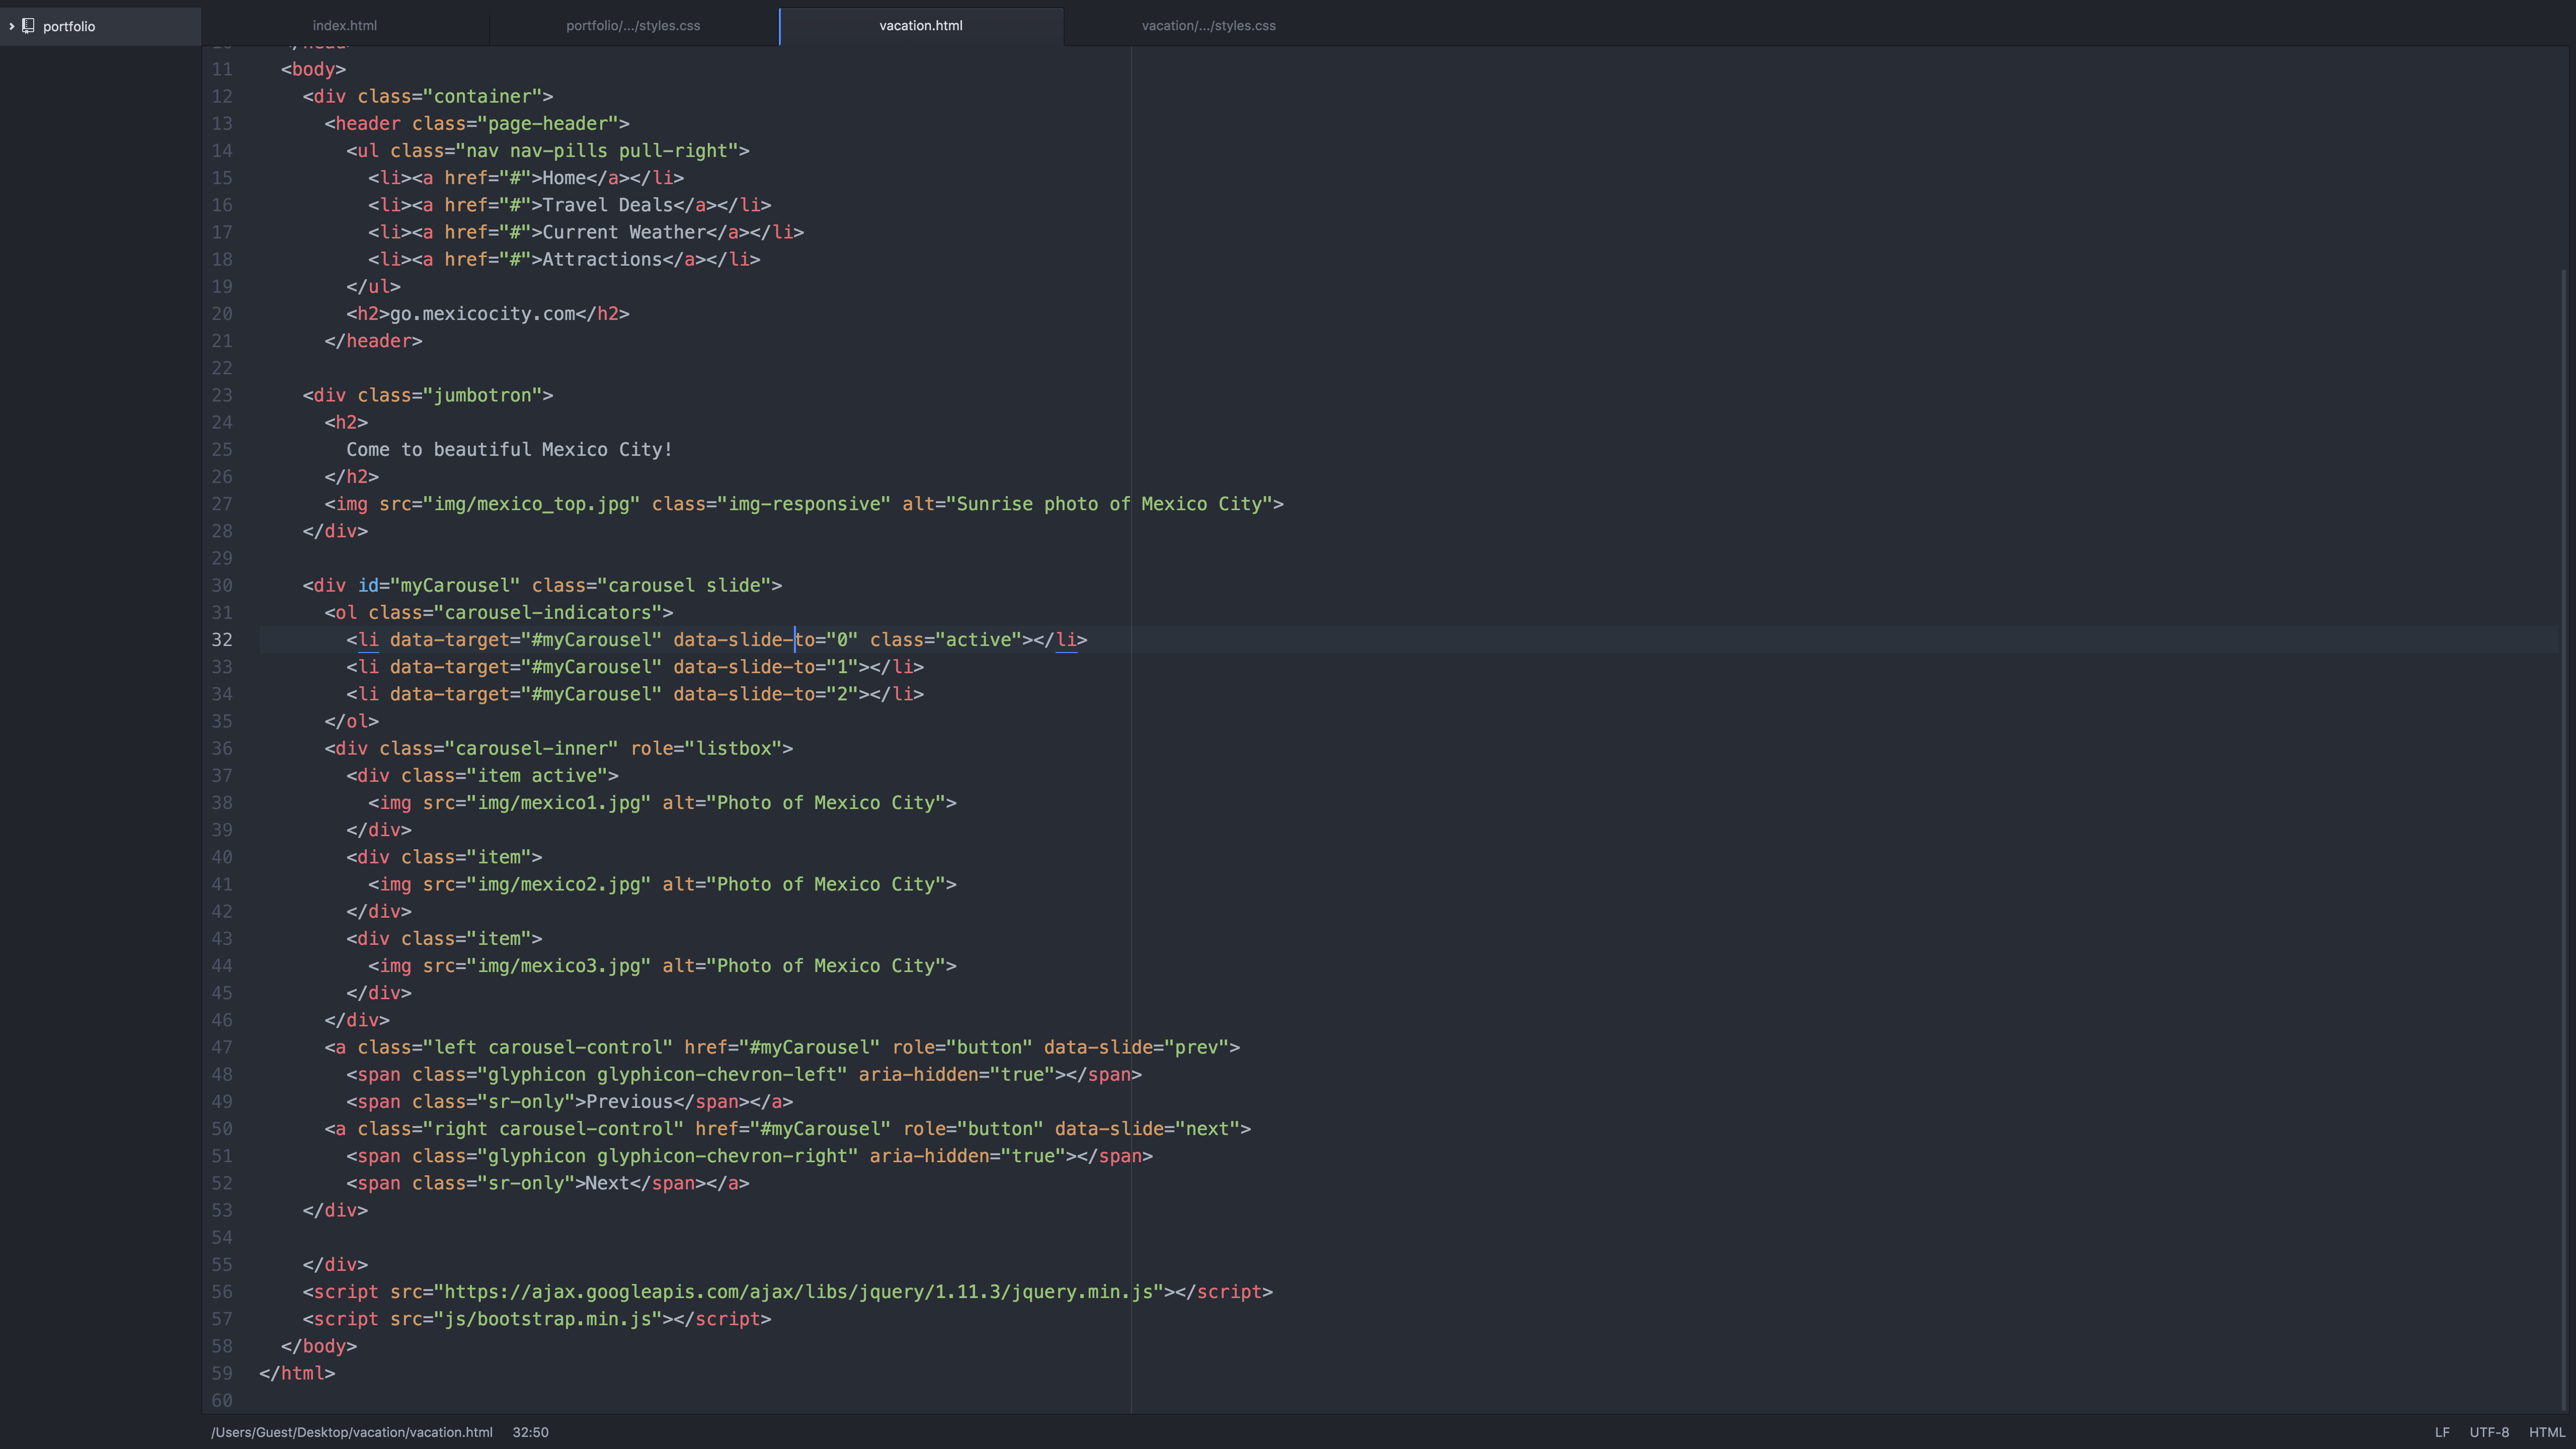 portfolio
index.html
portfolio/.../styles.css
vacation.html
vacation/.../styles.css
11 <body>
12 <div class="container">
13 <header class="page-header">
14 <ul class="nav nav-pills pull-right">
15 <li><a href="#">Home</a></li>
16 <li><a href="#">Travel Deals</a></li>
17 <li><a href="#">Current Weather</a></li>
18 <li><a href="#">Attractions</a></li>
19 </ul>
20 <h2>go.mexicocity.com</h2>
21 </header>
22
23 <div class="jumbotron">
24 <h2>
25 Come to beautiful Mexico City!
26 </h2>
27 <img src="img/mexico_top.jpg" class="img-responsive" alt="Sunrise photo of Mexico City">
28 </div>
29
30 <div id="myCarousel" class="carousel slide">
31 <ol class="carousel-indicators">
32 <li data-target="#myCarousel" data-slide-to="0" class="active"></li>
33 <li data-target="#myCarousel" data-slide-to="1"></li>
34 <li data-target="#myCarousel" data-slide-to="2"></li>
35 </ol>
36 <div class="carousel-inner" role="listbox">
37 <div class="item active">
38 <img src="img/mexico1.jpg" alt="Photo of Mexico City">
39 </div>
40 <div class="item">
41 <img src="img/mexico2.jpg" alt="Photo of Mexico City">
42 </div>
43 <div class="item">
44 <img src="img/mexico3.jpg" alt="Photo of Mexico City">
45 </div>
46 </div>
47 <a class="left carousel-control" href="#myCarousel" role="button" data-slide="prev">
48 <span class="glyphicon glyphicon-chevron-left" aria-hidden="true"></span>
49 <span class="sr-only">Previous</span></a>
50 <a class="right carousel-control" href="#myCarousel" role="button" data-slide="next">
51 <span class="glyphicon glyphicon-chevron-right" aria-hidden="true"></span>
52 <span class="sr-only">Next</span></a>
53 </div>
54
55 </div>
56 <script src="https://ajax.googleapis.com/ajax/libs/jquery/1.11.3/jquery.min.js"></script>
57 <script src="js/bootstrap.min.js"></script>
58 </body>
59 </html>
60
/Users/Guest/Desktop/vacation/vacation.html 32:50
LF UTF-8 HTML